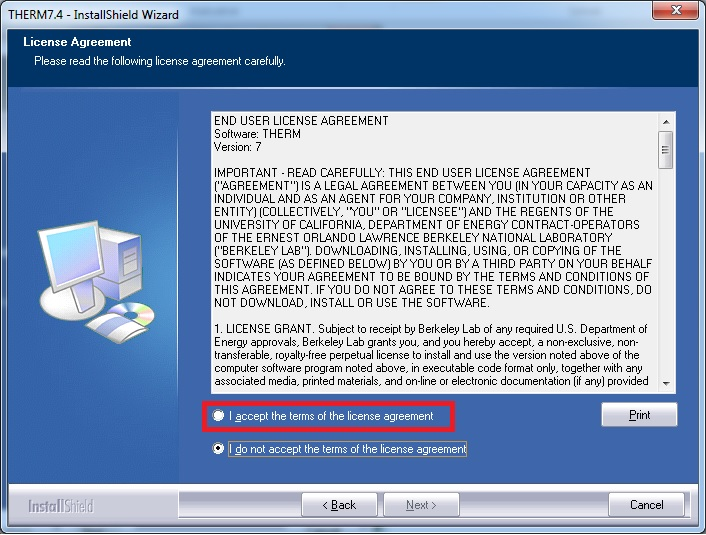 THERM7.4 - InstallShield Wizard
License Agreement
Please read the following license agreement carefully.
END USER LICENSE AGREEMENT
Software: THERM
Version: 7
IMPORTANT - READ CAREFULLY: THIS END USER LICENSE AGREEMENT
("AGREEMENT") IS A LEGAL AGREEMENT BETWEEN YOU (IN YOUR CAPACITY AS AN
INDIVIDUAL AND AS AN AGENT FOR YOUR COMPANY, INSTITUTION OR OTHER
ENTITY) (COLLECTIVELY, "YOU" OR "LICENSEE") AND THE REGENTS OF THE
UNIVERSITY OF CALIFORNIA, DEPARTMENT OF ENERGY CONTRACT-OPERATORS
OF THE ERNEST ORLANDO LAWRENCE BERKELEY NATIONAL LABORATORY
("BERKELEY LAB"). DOWNLOADING, INSTALLING, USING, OR COPYING OF THE
SOFTWARE (AS DEFINED BELOW) BY YOU OR BY A THIRD PARTY ON YOUR BEHALF
INDICATES YOUR AGREEMENT TO BE BOUND BY THE TERMS AND CONDITIONS OF
THIS AGREEMENT. IF YOU DO NOT AGREE TO THESE TERMS AND CONDITIONS, DO
NOT DOWNLOAD, INSTALL OR USE THE SOFTWARE.
1. LICENSE GRANT. Subject to receipt by Berkeley Lab of any required U.S. Department of
Energy approvals, Berkeley Lab grants you, and you hereby accept, a non-exclusive, non-
transferable, royalty-free perpetual license to install and use the version noted above of the
computer software program noted above, in executable code format only, together with any
associated media, printed materials, and on-line or electronic documentation (if any) provided
I accept the terms of the license agreement
Print
I do not accept the terms of the license agreement
InstallShield
< Back
Next >
Cancel